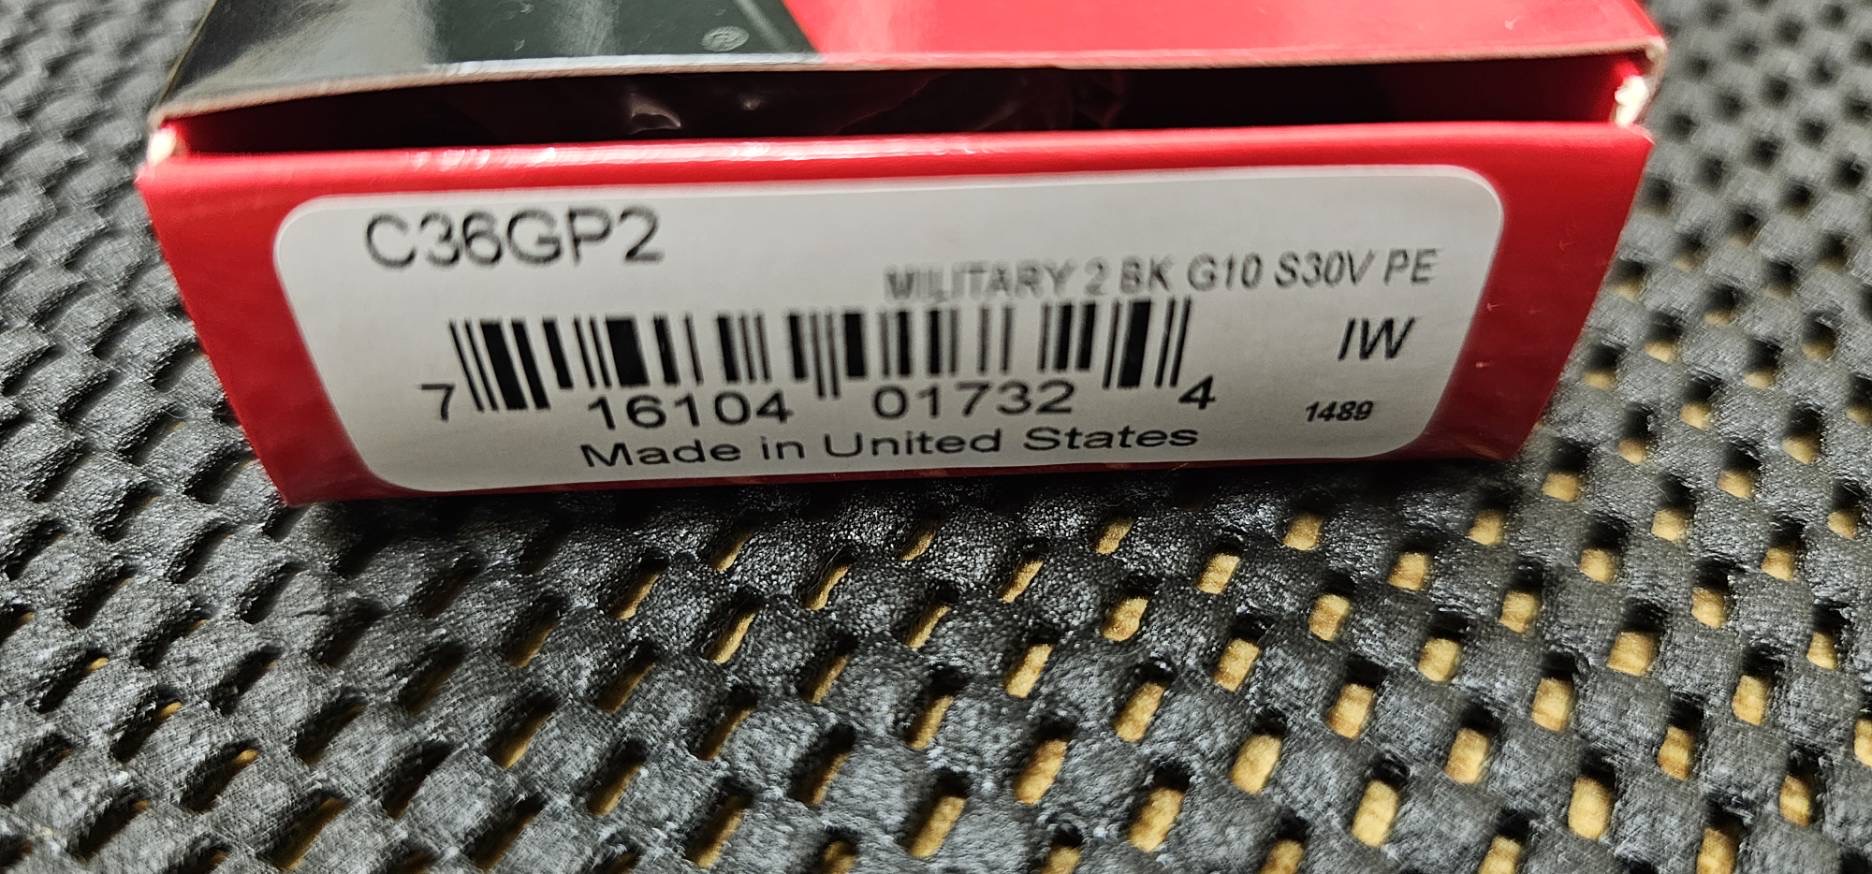 C36GP2
MILITARY 2 BK G10 S30V PE
IW
7 16104 01732 4
1489
Made in United States